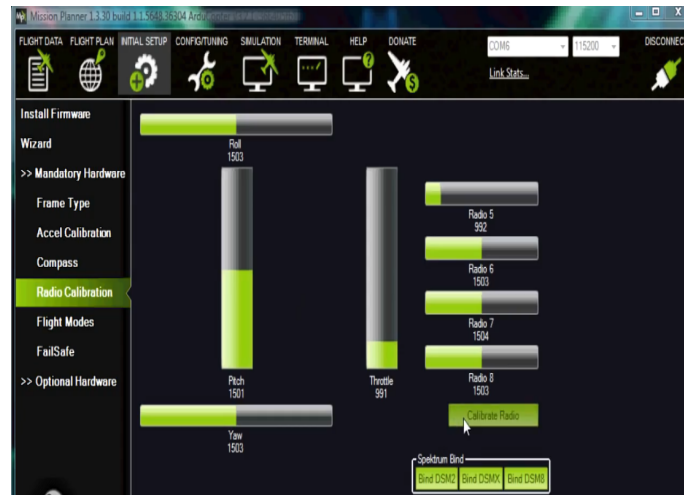 Mission Planner 1.3.30 build 1.1.5648.36304
FLIGHT DATA FLIGHT PLAN INITIAL SETUP CONFIG/TUNING SIMULATION TERMINAL HELP DONATE
COM6 115200 DISCONNEC
Link Stats...
Install Firmware
Wizard
>> Mandatory Hardware
Frame Type
Accel Calibration
Compass
Radio Calibration
Flight Modes
FailSafe
>> Optional Hardware
Roll
1503
Pitch
1501
Throttle
991
Yaw
1503
Radio 5
992
Radio 6
1503
Radio 7
1504
Radio 8
1503
Calibrate Radio
Spektrum Bind
Bind DSM2 Bind DSMX Bind DSM8